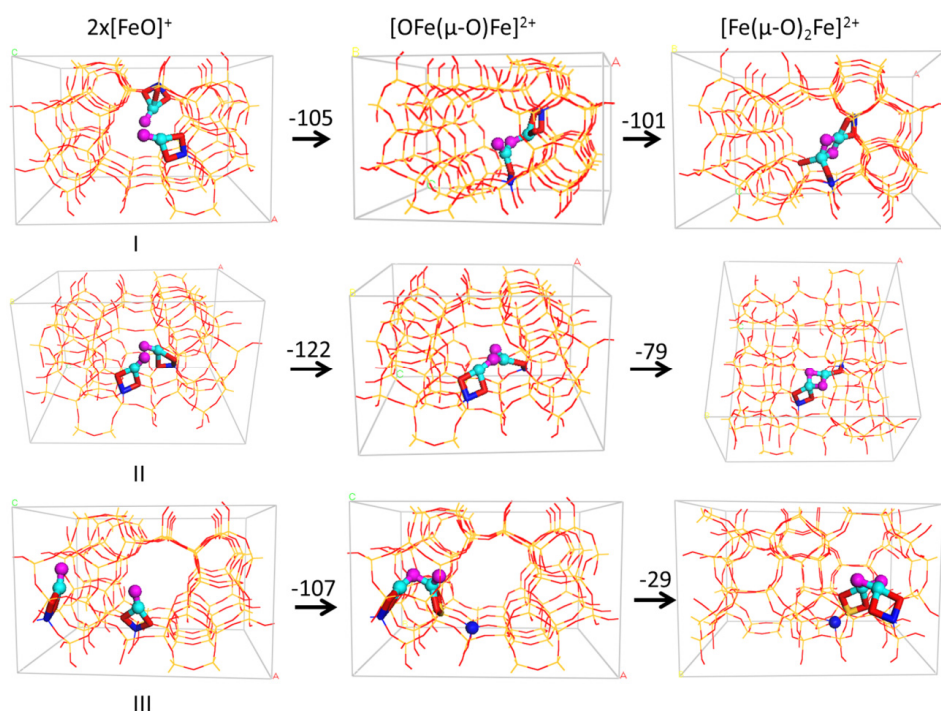 2x[FeO]⁺ [OFe(μ-O)Fe]²⁺ [Fe(μ-O)₂Fe]²⁺
C B B
A A
-105 -101
A
I
A A A
B
-122 -79
C
II
C C
-107 -29
A A
III